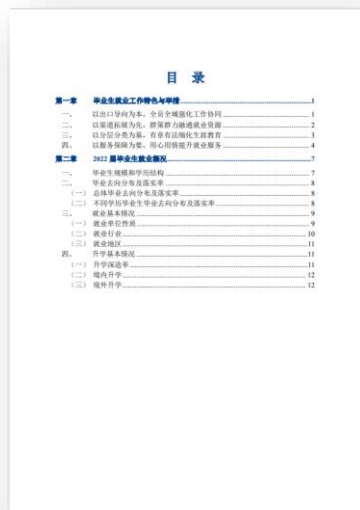 目 录
第一章 毕业生就业工作特色与举措 1
一、 以出口导向为本，全员全域强化工作协同 1
二、 以渠道拓展为先，群策群力融通就业资源 2
三、 以分层分类为基，有章有法细化生涯教育 3
四、 以服务保障为要，用心用情提升就业服务 4
第二章 2022 届毕业生就业概况 7
一、 毕业生规模和学历结构 7
二、 毕业去向分布及落实率 8
（一） 总体毕业去向分布及落实率 8
（二） 不同学历毕业生毕业去向分布及落实率 8
三、 就业基本情况 9
（一） 就业单位性质 9
（二） 就业行业 10
（三） 就业地区 11
四、 升学基本情况 11
（一） 升学深造率 11
（二） 境内升学 12
（三） 境外升学 12